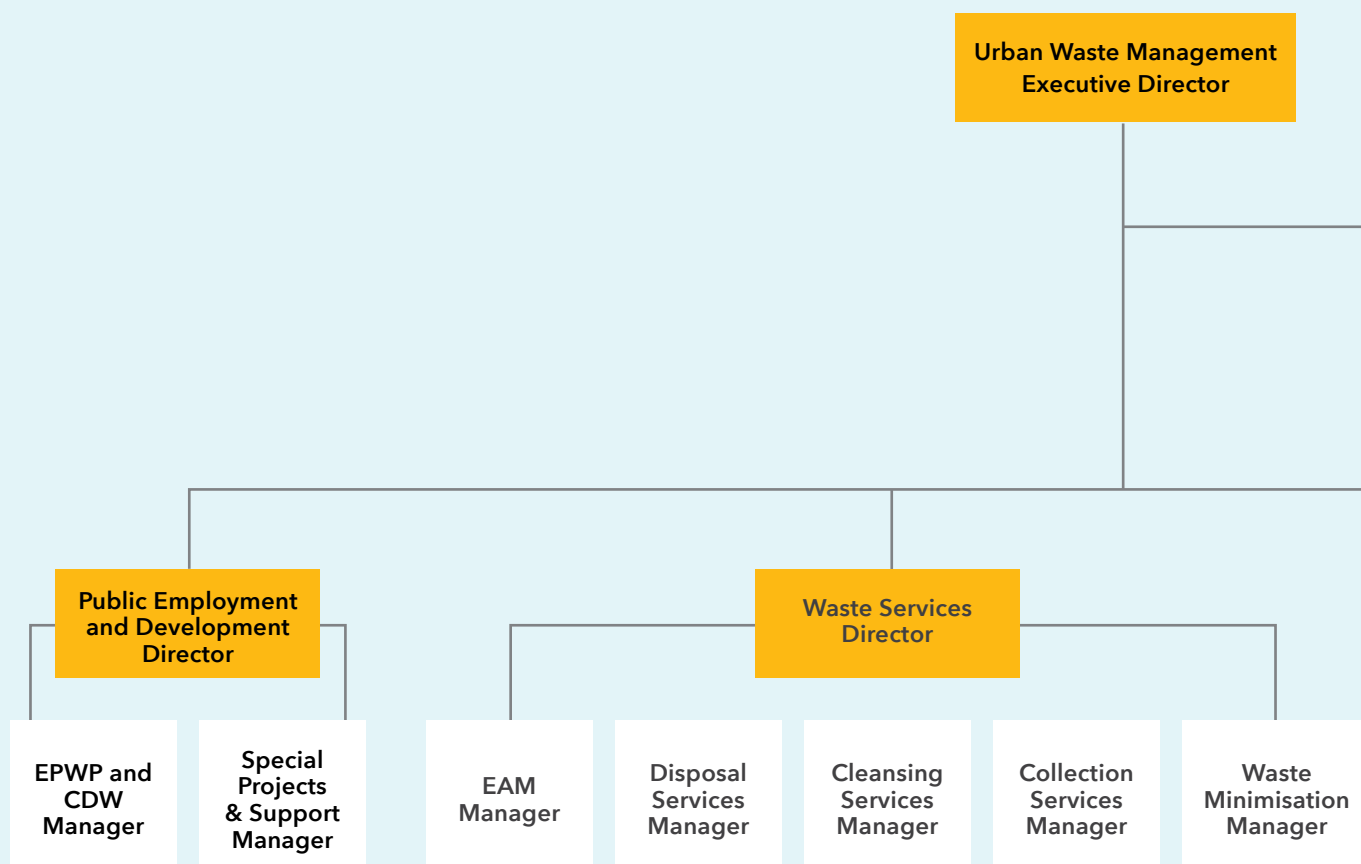 Urban Waste Management
Executive Director
Public Employment
and Development
Director
Waste Services
Director
EPWP and
CDW
Manager
Special
Projects
& Support
Manager
EAM
Manager
Disposal
Services
Manager
Cleansing
Services
Manager
Collection
Services
Manager
Waste
Minimisation
Manager